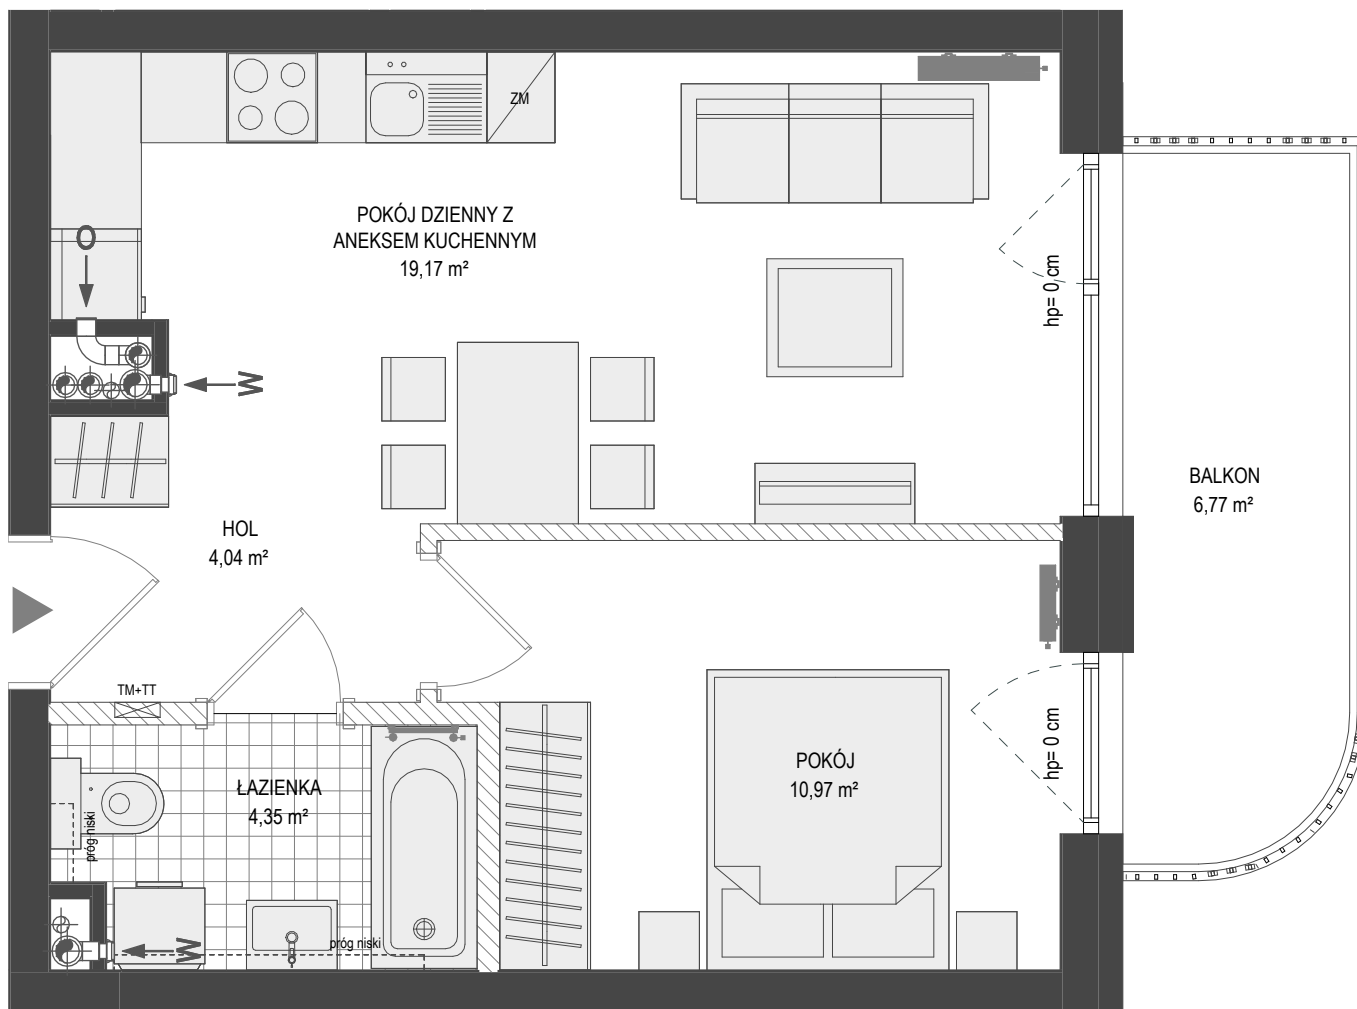 ZM
POKÓJ DZIENNY Z
ANEKSEM KUCHENNYM
19,17 m²
O
hp= 0 cm
W
BALKON
6,77 m²
HOL
4,04 m²
TM+TT
POKÓJ
10,97 m²
hp= 0 cm
ŁAZIENKA
4,35 m²
próg niski
próg niski
W